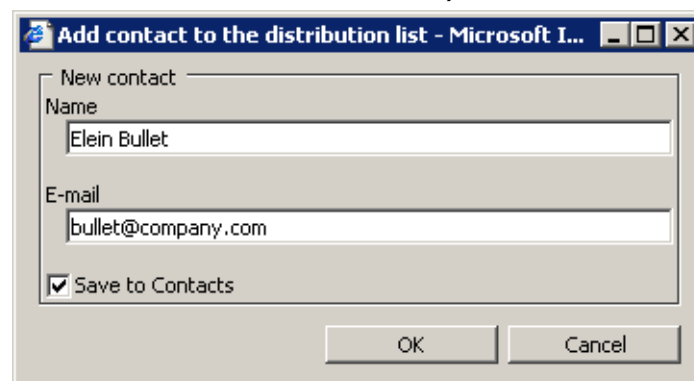 Add contact to the distribution list - Microsoft I...
New contact
Name
Elein Bullet
E-mail
bullet@company.com
Save to Contacts
OK Cancel